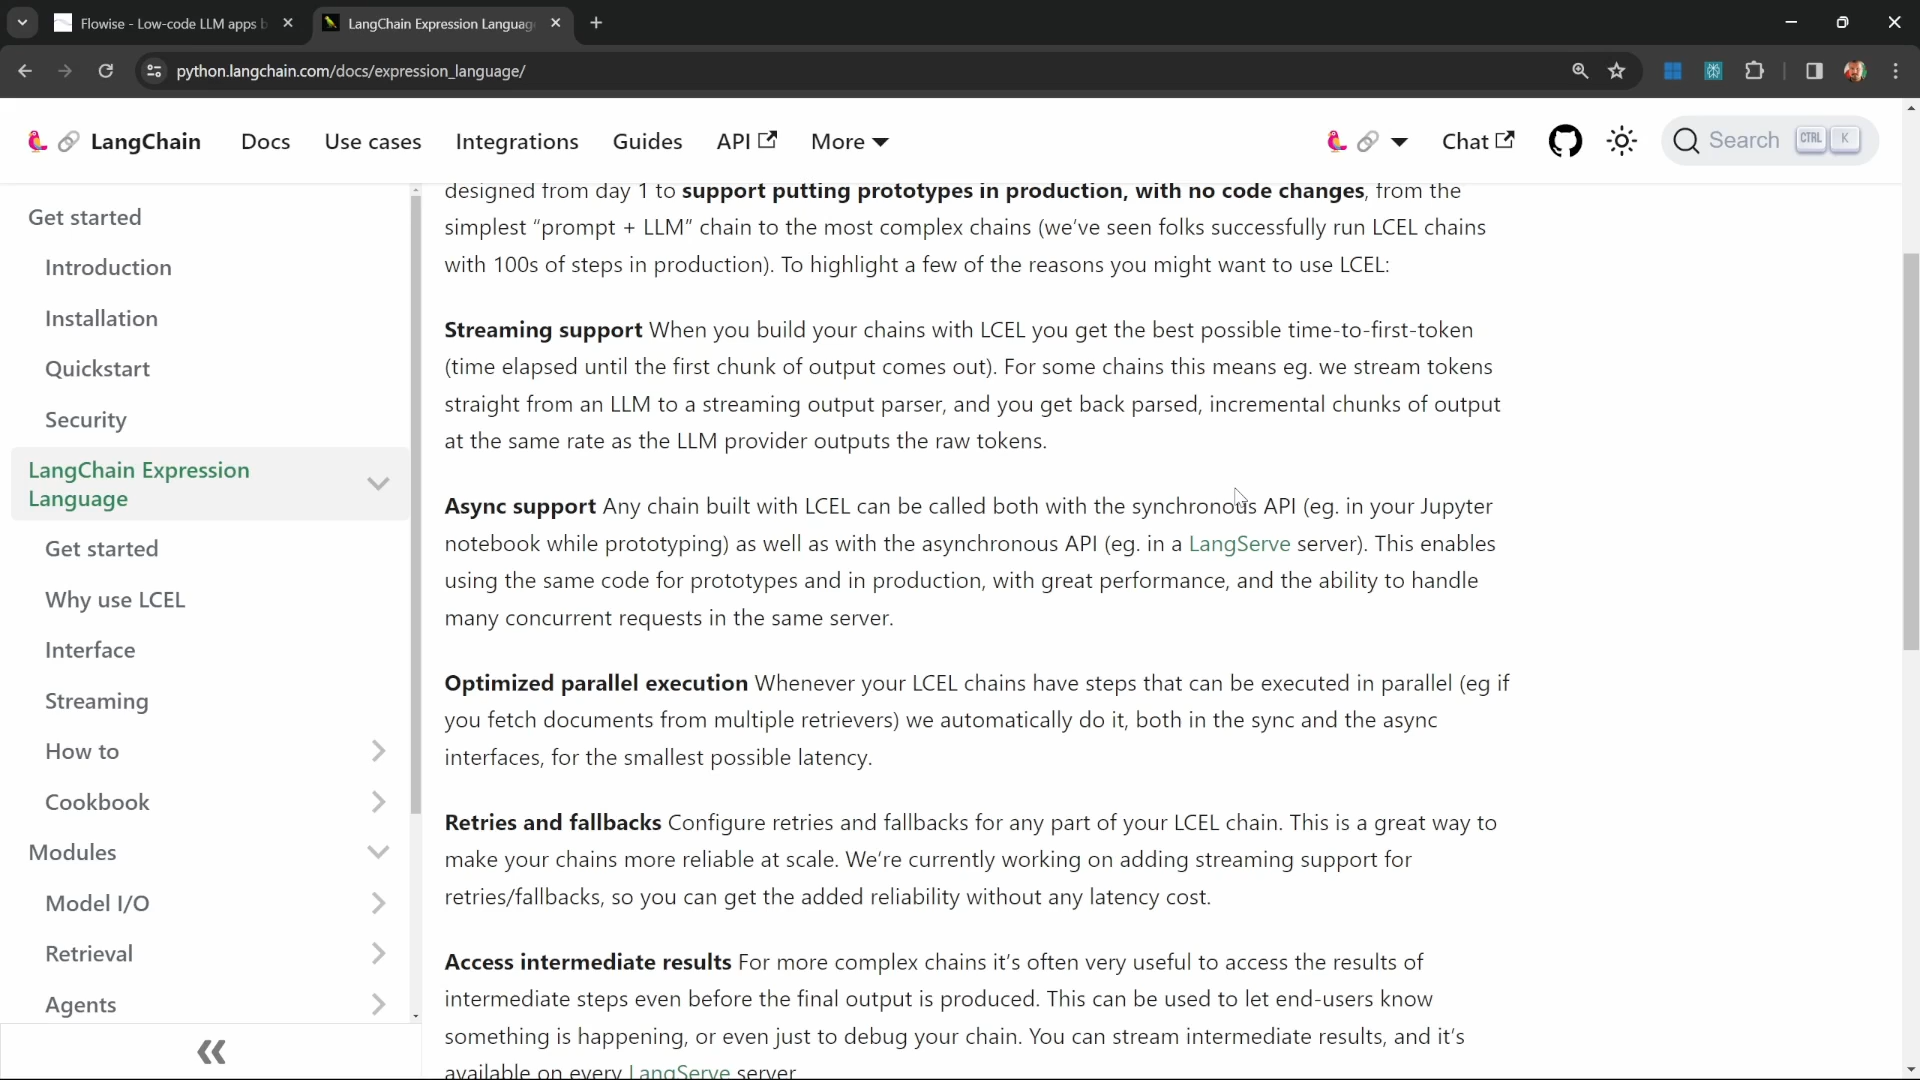 Flowise - Low-code LLM apps b
LangChain Expression Languag
python.langchain.com/docs/expression_language/
LangChain
Docs
Use cases
Integrations
Guides
API
More
Chat
Search
CTRL
K
Get started
Introduction
Installation
Quickstart
Security
LangChain Expression
Language
Get started
Why use LCEL
Interface
Streaming
How to
Cookbook
Modules
Model I/O
Retrieval
Agents
designed from day 1 to support putting prototypes in production, with no code changes, from the
simplest “prompt + LLM” chain to the most complex chains (we’ve seen folks successfully run LCEL chains
with 100s of steps in production). To highlight a few of the reasons you might want to use LCEL:
Streaming support When you build your chains with LCEL you get the best possible time-to-first-token
(time elapsed until the first chunk of output comes out). For some chains this means eg. we stream tokens
straight from an LLM to a streaming output parser, and you get back parsed, incremental chunks of output
at the same rate as the LLM provider outputs the raw tokens.
Async support Any chain built with LCEL can be called both with the synchronous API (eg. in your Jupyter
notebook while prototyping) as well as with the asynchronous API (eg. in a LangServe server). This enables
using the same code for prototypes and in production, with great performance, and the ability to handle
many concurrent requests in the same server.
Optimized parallel execution Whenever your LCEL chains have steps that can be executed in parallel (eg if
you fetch documents from multiple retrievers) we automatically do it, both in the sync and the async
interfaces, for the smallest possible latency.
Retries and fallbacks Configure retries and fallbacks for any part of your LCEL chain. This is a great way to
make your chains more reliable at scale. We’re currently working on adding streaming support for
retries/fallbacks, so you can get the added reliability without any latency cost.
Access intermediate results For more complex chains it’s often very useful to access the results of
intermediate steps even before the final output is produced. This can be used to let end-users know
something is happening, or even just to debug your chain. You can stream intermediate results, and it’s
available on every LangServe server